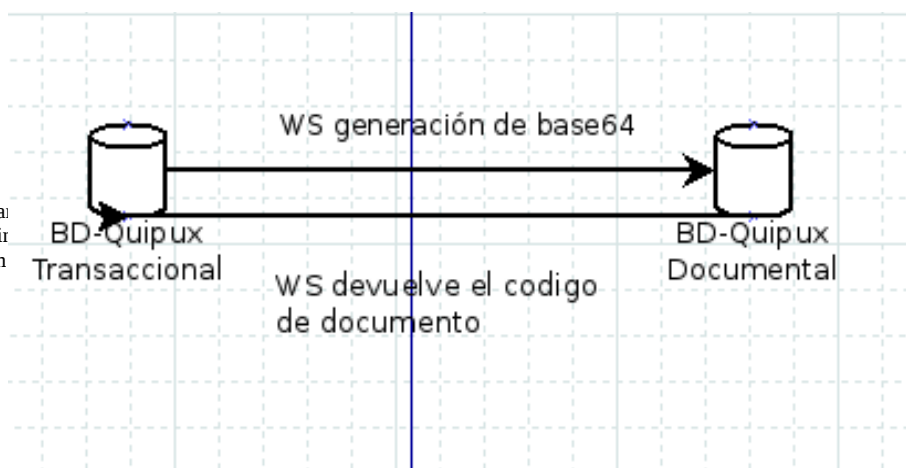 WS generación de base64
BD-Quipux
Transaccional
BD-Quipux
Documental
WS devuelve el codigo
de documento